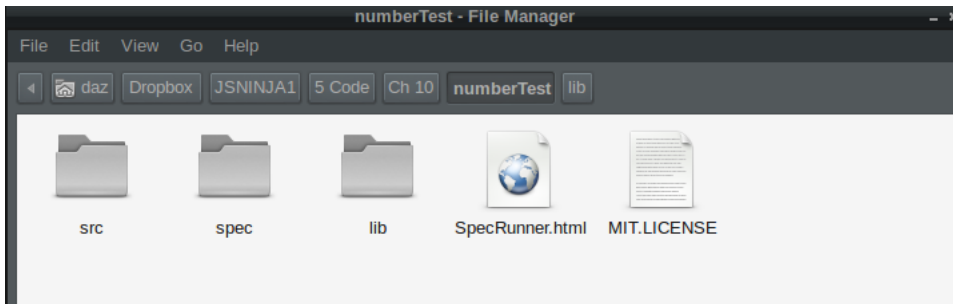 numberTest - File Manager
File Edit View Go Help
daz Dropbox JSNINJA1 5 Code Ch 10 numberTest lib
src spec lib SpecRunner.html MIT.LICENSE